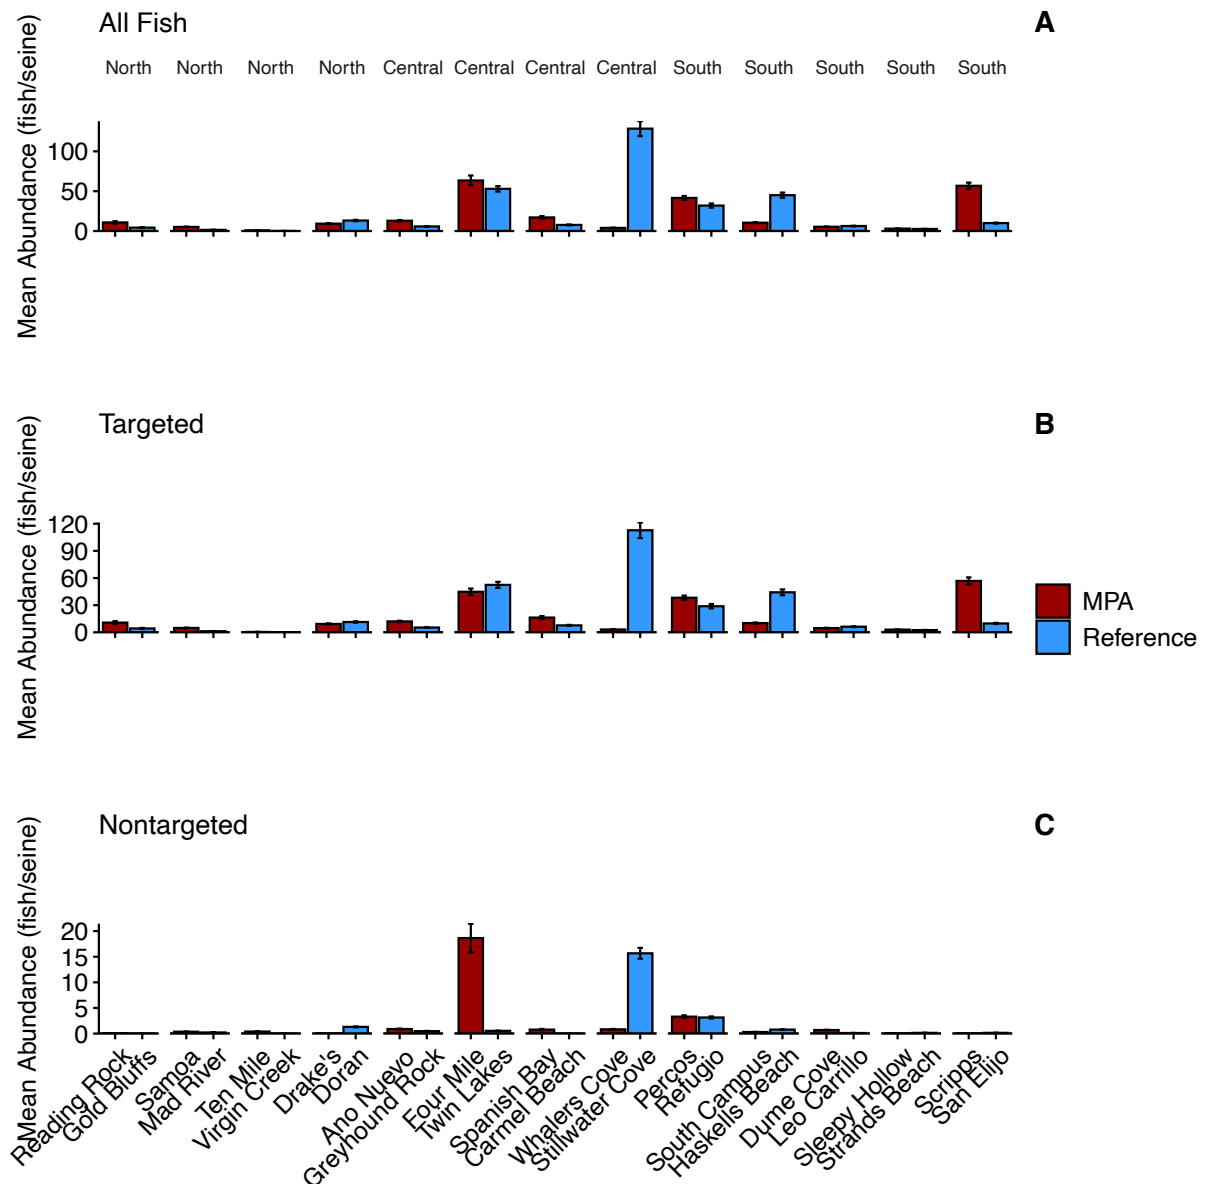 All Fish
A
North North North North Central Central Central Central South South South South South
Mean Abundance (fish/seine)
100
50
0
Targeted
B
Mean Abundance (fish/seine)
120
90
60
30
0
MPA
Reference
Nontargeted
C
Mean Abundance (fish/seine)
20
15
10
5
0
Reading Rock
Gold Bluffs
Samoa
Mad River
Ten Mile
Virgin Creek
Drake's
Doran
Ano Nuevo
Greyhound Rock
Four Mile
Twin Lakes
Spanish Bay
Carmel Beach
Whalers Cove
Stillwater Cove
Percos
Refugio
South Campus
Haskells Beach
Dume Cove
Leo Carrillo
Sleepy Hollow
Strands Beach
Scripps
San Elijo